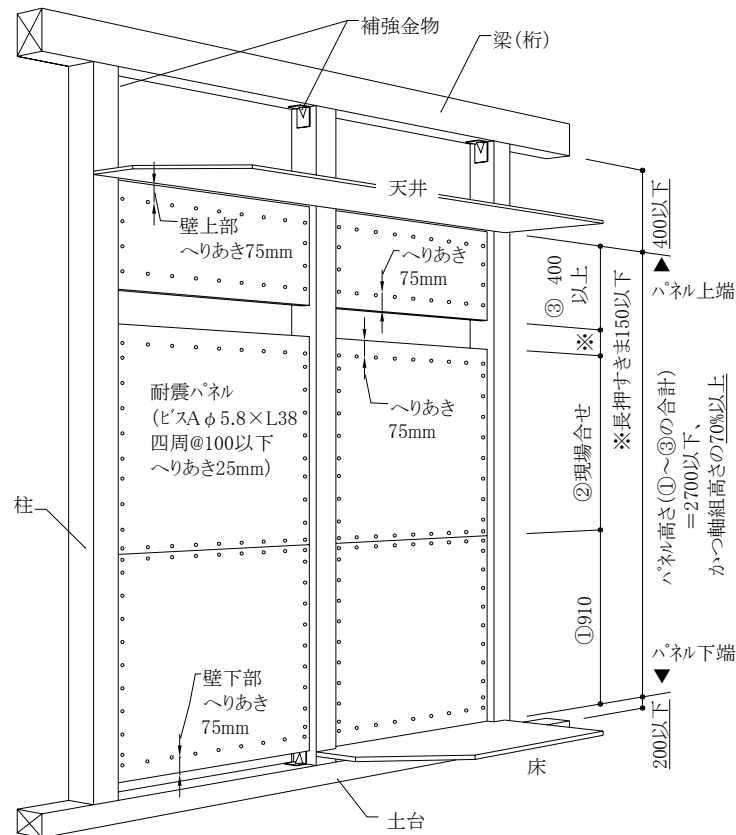 補強金物
梁(桁)
天井
壁上部
へりあき75mm
へりあき
75mm
400以下
パネル上端
③ 400
以上
※
※長押すきま150以下
耐震パネル
(ビスAφ5.8×L38
四周@100以下
へりあき25mm)
へりあき
75mm
②現場合せ
パネル高さ(①~③の合計)
=2700以下、
かつ軸組高さの70%以上
柱
①910
パネル下端
壁下部
へりあき
75mm
200以下
床
土台